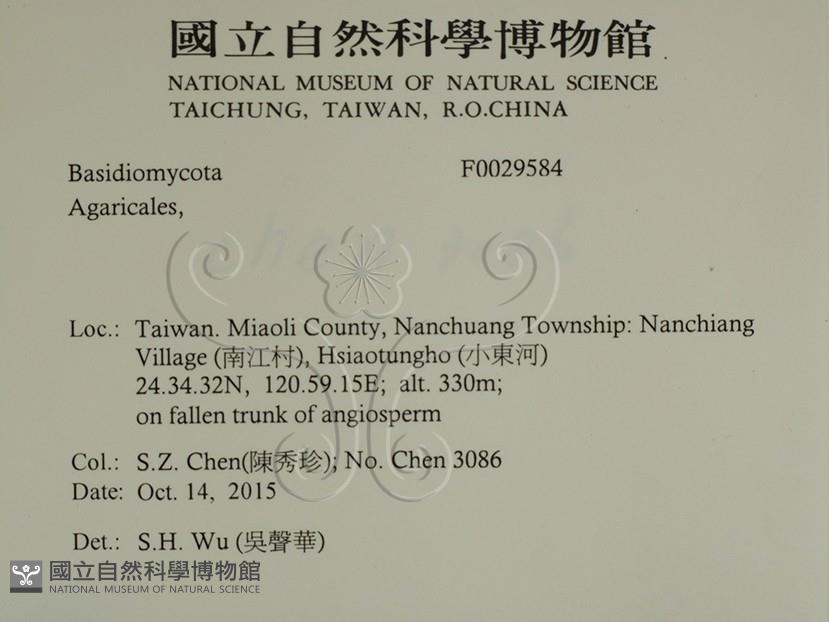 國立自然科學博物館
NATIONAL MUSEUM OF NATURAL SCIENCE
TAICHUNG, TAIWAN, R.O.CHINA
Basidiomycota F0029584
Agaricales,
Loc.: Taiwan. Miaoli County, Nanchuang Township: Nanchiang
Village (南江村), Hsiaotungho (小東河)
24.34.32N, 120.59.15E; alt. 330m;
on fallen trunk of angiosperm
Col.: S.Z. Chen(陳秀珍); No. Chen 3086
Date: Oct. 14, 2015
Det.: S.H. Wu (吳聲華)
國立自然科學博物館
NATIONAL MUSEUM OF NATURAL SCIENCE